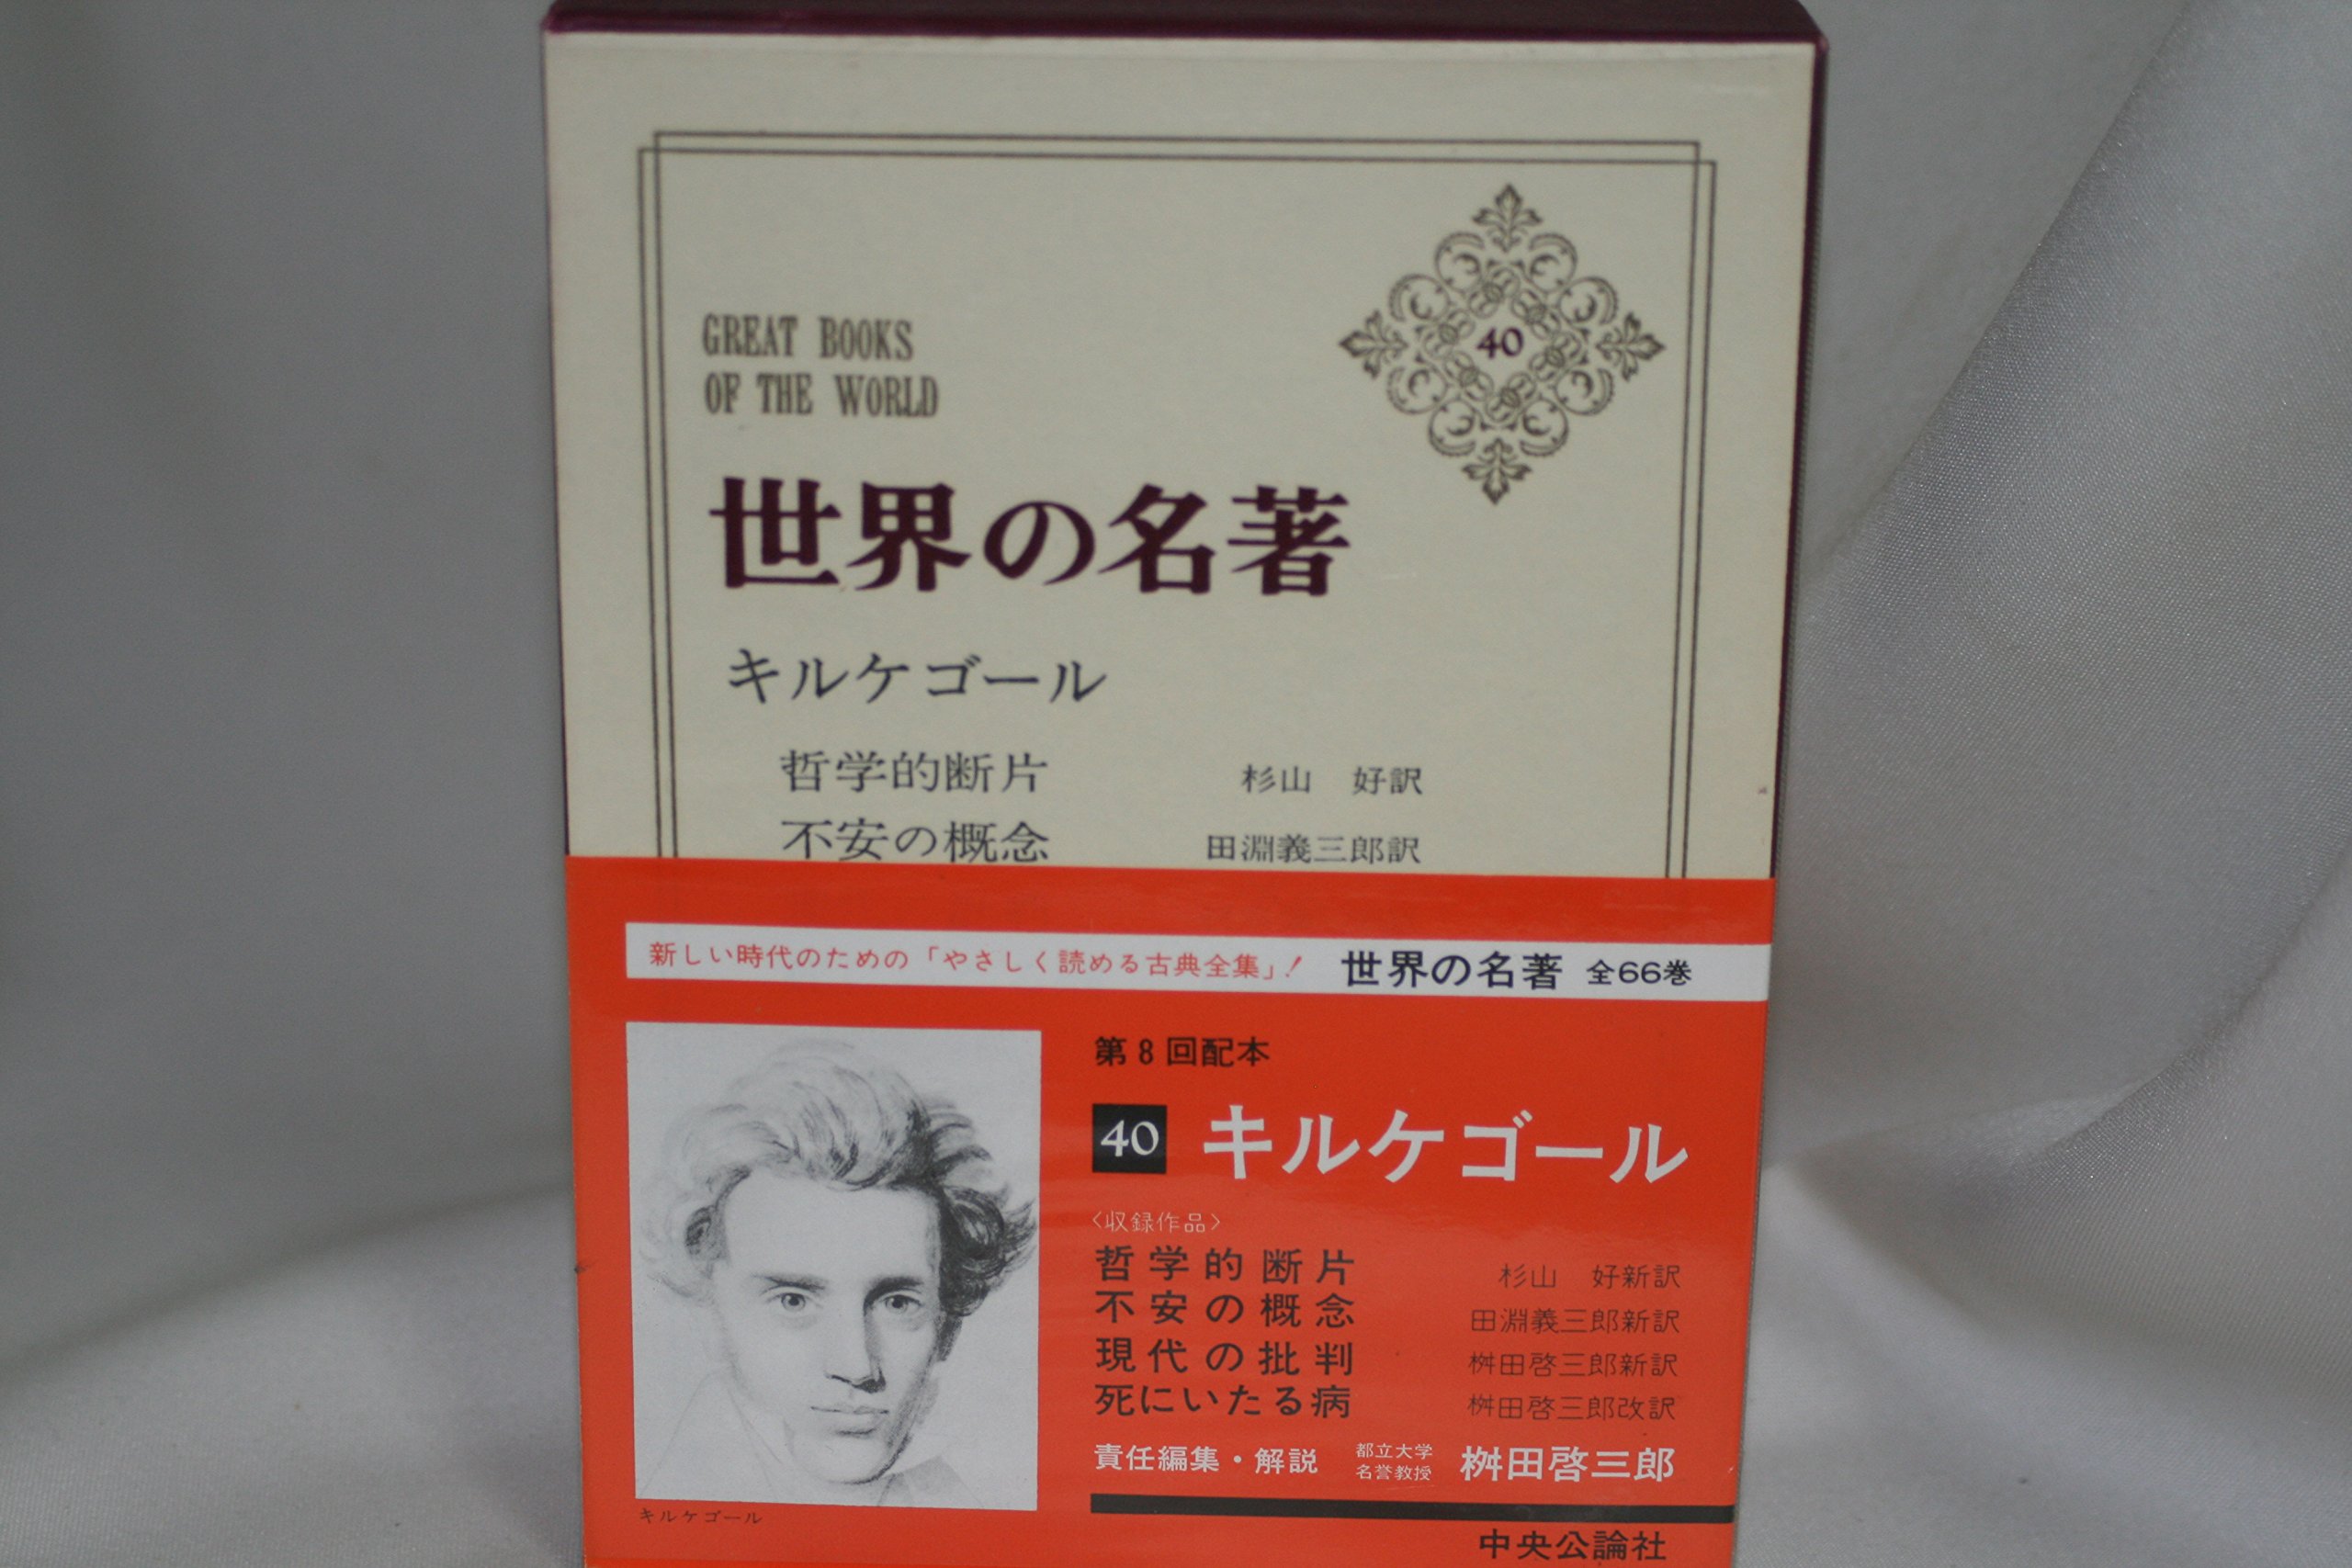 GREAT BOOKS
OF THE WORLD
40
世界の名著
キルケゴール
哲学的断片 杉山 好訳
不安の概念 田淵義三郎訳
新しい時代のための「やさしく読める古典全集」! 世界の名著 全66巻
第8回配本
40 キルケゴール
〈収録作品〉
哲学的断片 杉山 好新訳
不安の概念 田淵義三郎新訳
現代の批判 桝田啓三郎新訳
死にいたる病 桝田啓三郎改訳
責任編集・解説 都立大学名誉教授 桝田啓三郎
キルケゴール
中央公論社